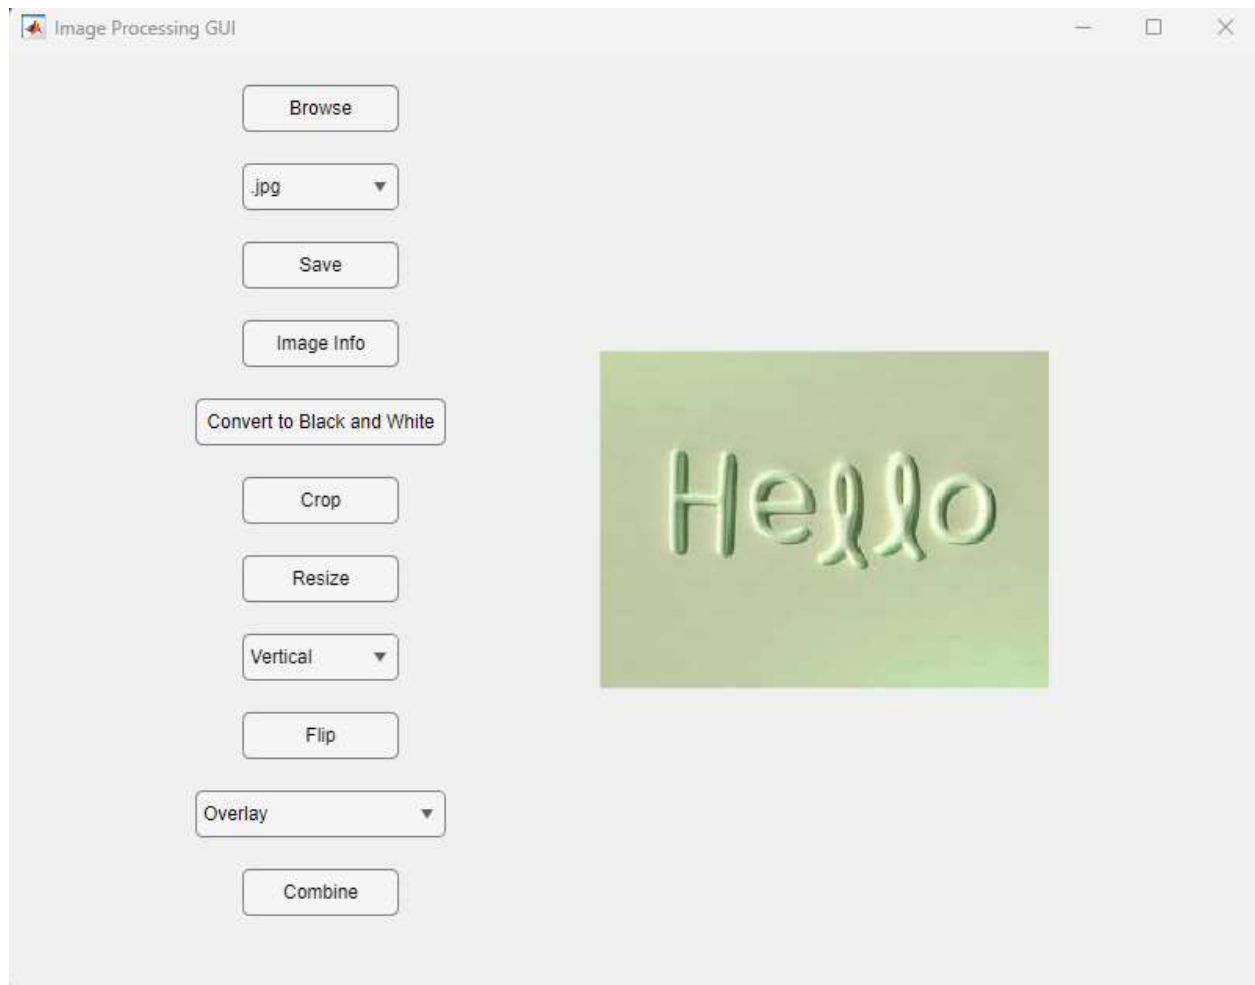 Image Processing GUI
Browse
.jpg
Save
Image Info
Convert to Black and White
Crop
Resize
Vertical
Flip
Overlay
Combine
Hello